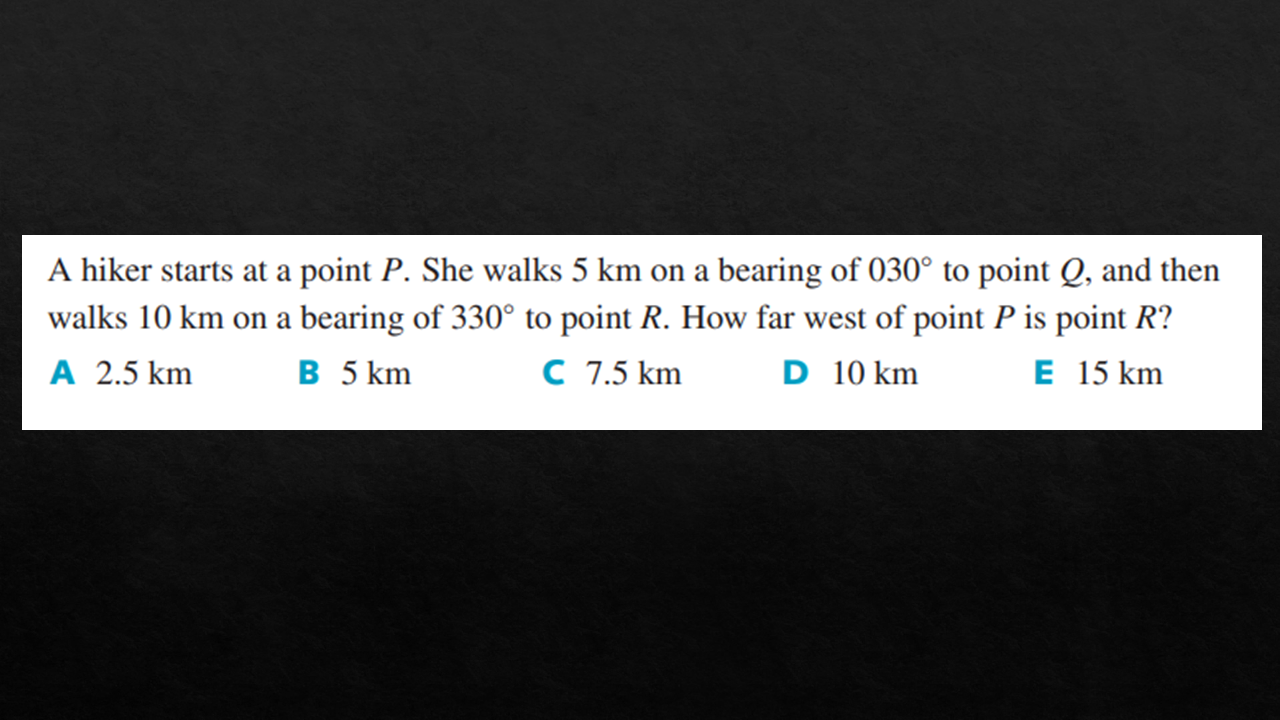 A hiker starts at a point P. She walks 5 km on a bearing of 030° to point Q, and then
walks 10 km on a bearing of 330° to point R. How far west of point P is point R?
A 2.5 km B 5 km C 7.5 km D 10 km E 15 km